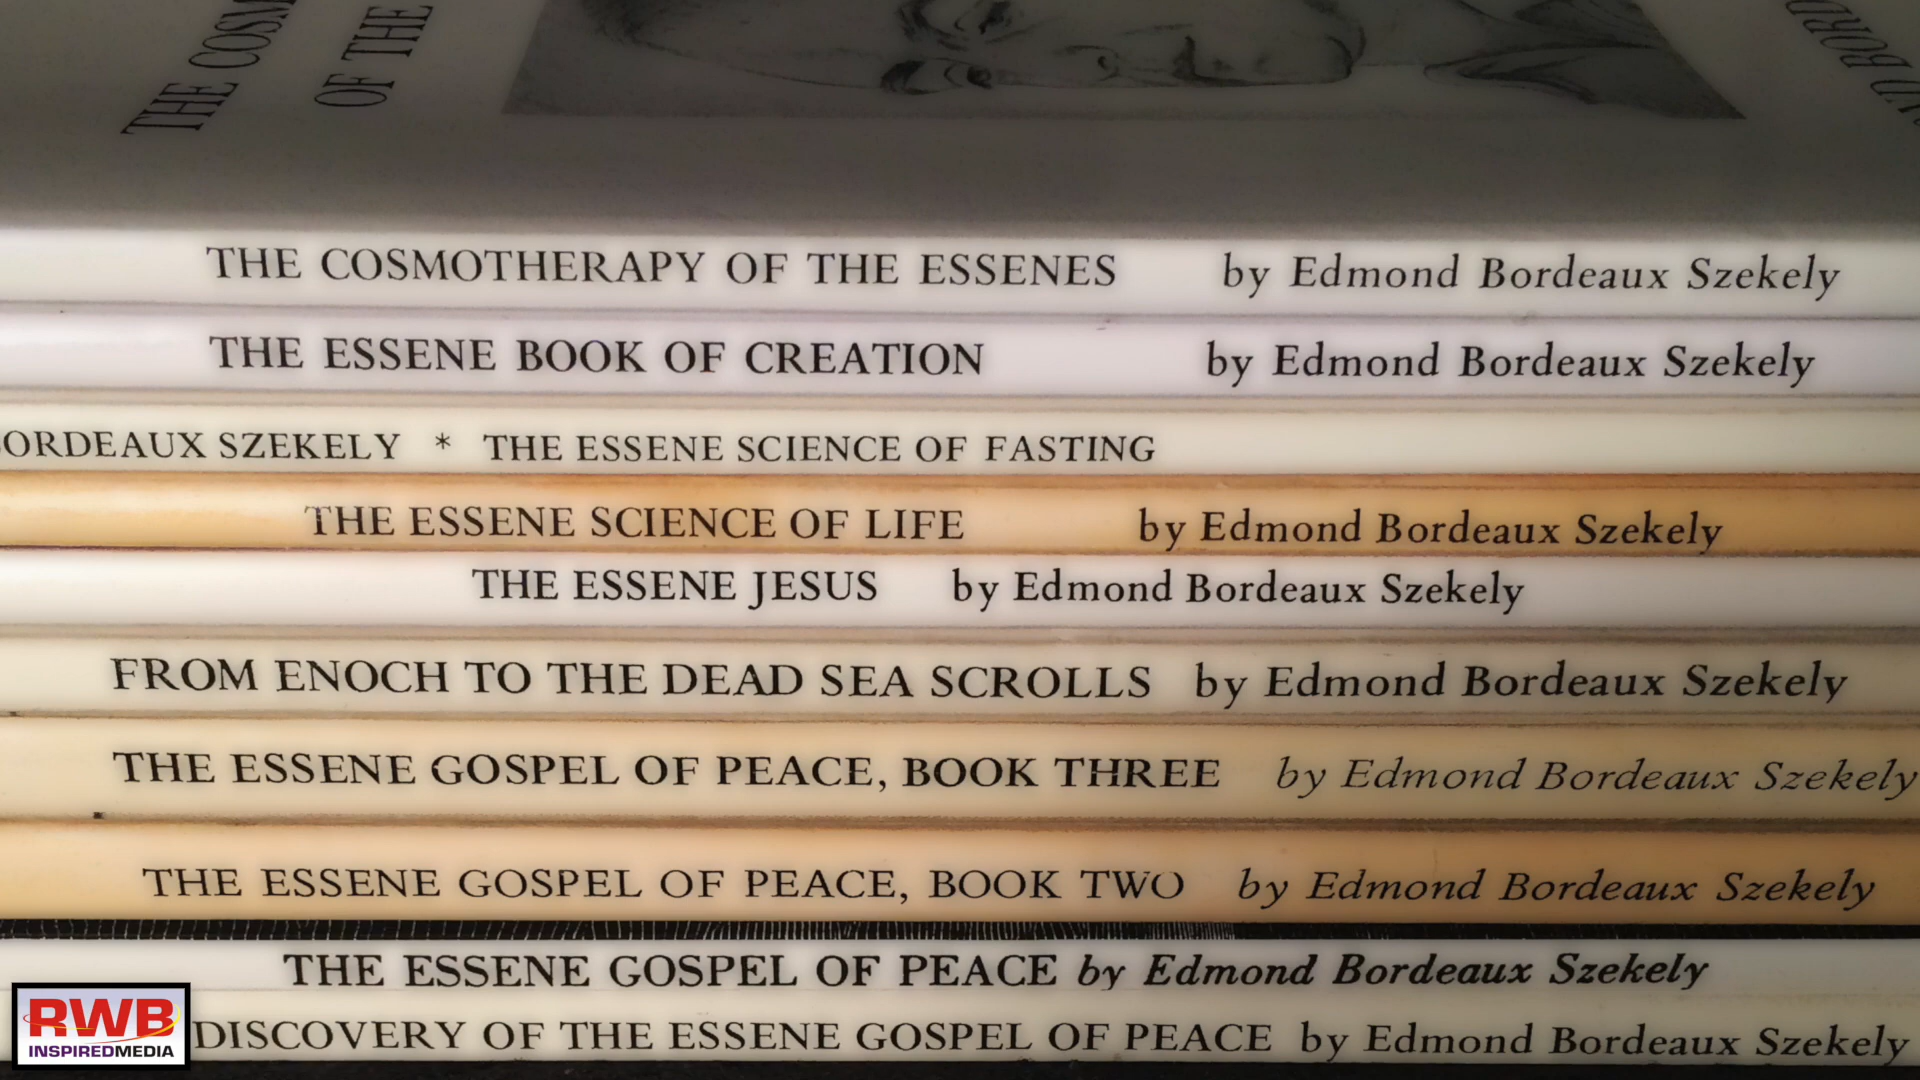 THE COSM
OF THE
D BORD
THE COSMOTHERAPY OF THE ESSENES by Edmond Bordeaux Szekely
THE ESSENE BOOK OF CREATION by Edmond Bordeaux Szekely
ORDEAUX SZEKELY * THE ESSENE SCIENCE OF FASTING
THE ESSENE SCIENCE OF LIFE by Edmond Bordeaux Szekely
THE ESSENE JESUS by Edmond Bordeaux Szekely
FROM ENOCH TO THE DEAD SEA SCROLLS by Edmond Bordeaux Szekely
THE ESSENE GOSPEL OF PEACE, BOOK THREE by Edmond Bordeaux Szekely
THE ESSENE GOSPEL OF PEACE, BOOK TWO by Edmond Bordeaux Szekely
THE ESSENE GOSPEL OF PEACE by Edmond Bordeaux Szekely
DISCOVERY OF THE ESSENE GOSPEL OF PEACE by Edmond Bordeaux Szekely
RWB
INSPIREDMEDIA